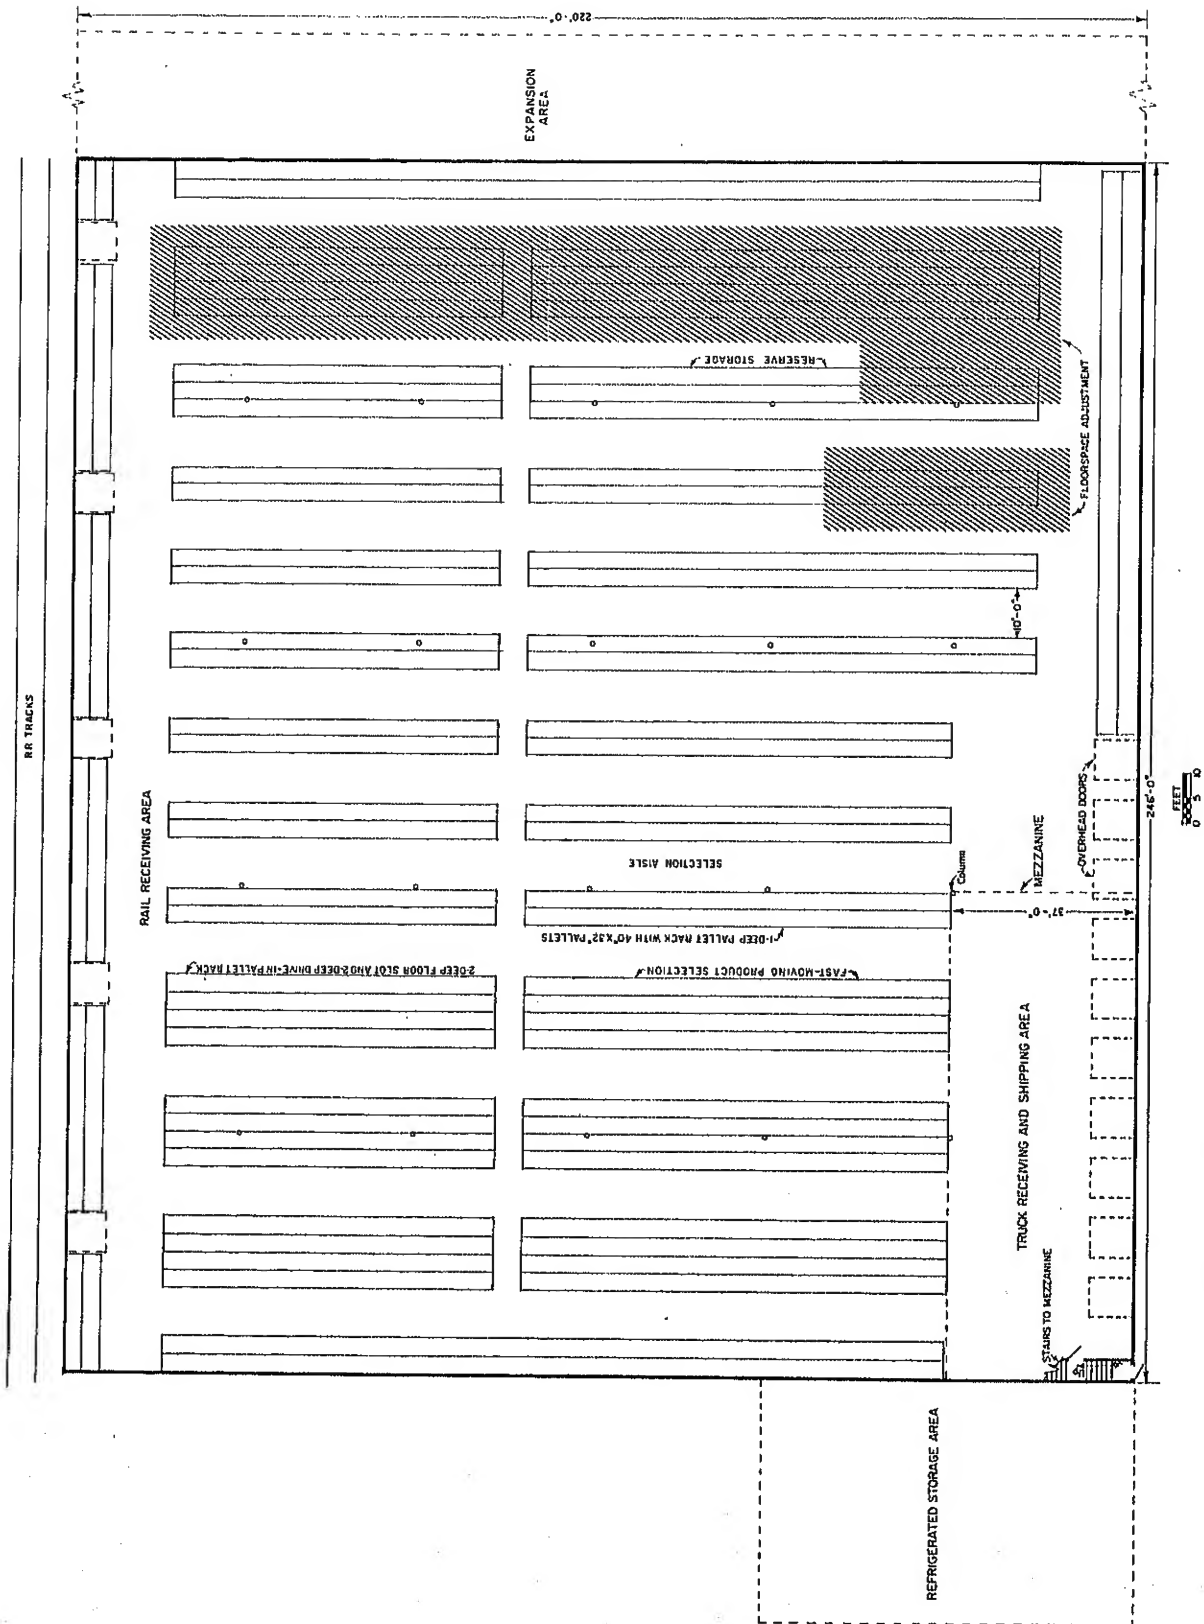 220'-0"
EXPANSION
AREA
RR TRACKS
RESERVE STORAGE
FLOORSPACE ADJUSTMENT
10'-0"
RAIL RECEIVING AREA
SELECTION AISLE
OVERHEAD DOORS
246'-0"
FEET
0 5 10
MEZZANINE
Column
37'-0"
1-DEEP PALLET RACK WITH 40"X32" PALLETS
2-DEEP FLOOR SLOT AND 2-DEEP DRIVE-IN PALLET RACK
FAST-MOVING PRODUCT SELECTION
TRUCK RECEIVING AND SHIPPING AREA
STAIRS TO MEZZANINE
UP
REFRIGERATED STORAGE AREA